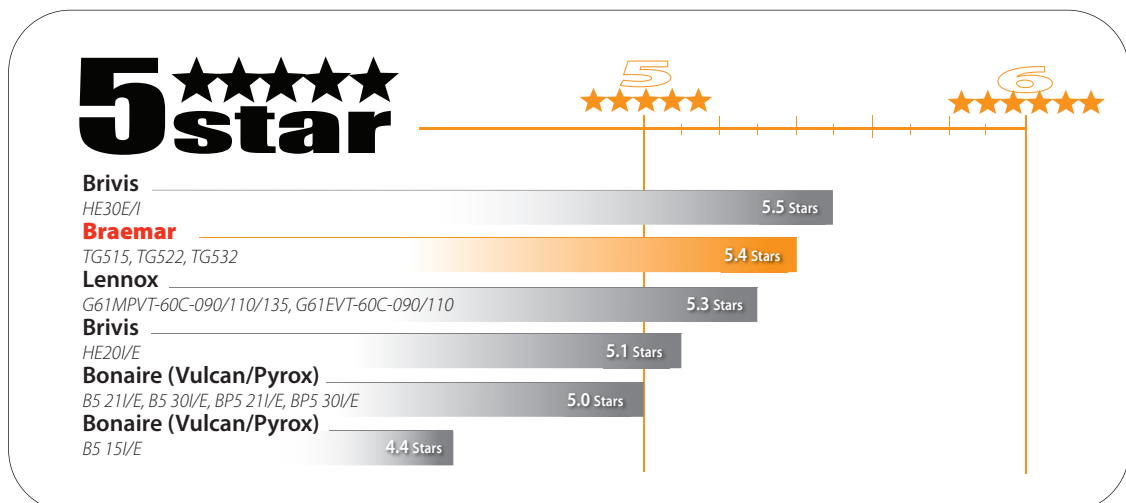 5 star
5
6
Brivis
HE30E/I
5.5 Stars
Braemar
TG515, TG522, TG532
5.4 Stars
Lennox
G61MPVT-60C-090/110/135, G61EVT-60C-090/110
5.3 Stars
Brivis
HE20I/E
5.1 Stars
Bonaire (Vulcan/Pyrox)
B5 21I/E, B5 30I/E, BP5 21I/E, BP5 30I/E
5.0 Stars
Bonaire (Vulcan/Pyrox)
B5 15I/E
4.4 Stars